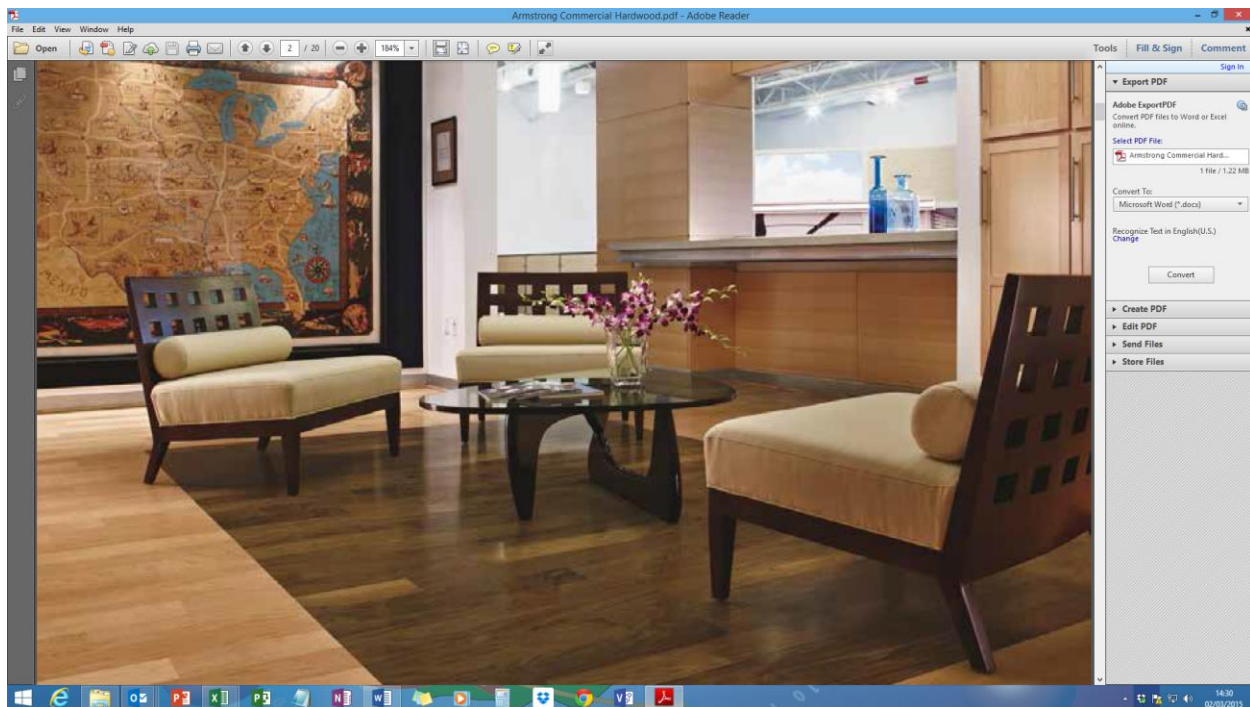 Armstrong Commercial Hardwood.pdf - Adobe Reader
File Edit View Window Help
Open 2 / 20 184% Tools Fill & Sign Comment
Sign In
Export PDF
Adobe ExportPDF
Convert PDF files to Word or Excel
online.
Select PDF File:
Armstrong Commercial Hard...
1 file / 1.22 MB
Convert To:
Microsoft Word (*.docx)
Recognize Text in English(U.S.)
Change
Convert
Create PDF
Edit PDF
Send Files
Store Files
MEXICO
14:30
02/03/2015